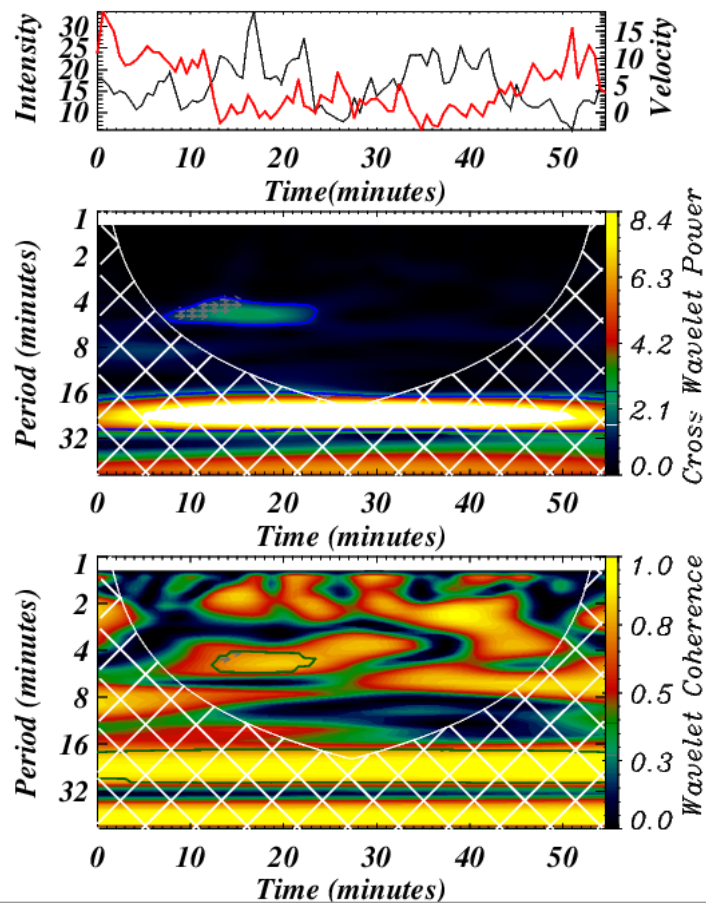 30
25
20
15
10
Intensity
15
10
5
0
Velocity
0 10 20 30 40 50
Time(minutes)
1
2
4
8
16
32
Period (minutes)
8.4
6.3
4.2
2.1
0.0
Cross Wavelet Power
0 10 20 30 40 50
Time (minutes)
1
2
4
8
16
32
Period (minutes)
1.0
0.8
0.5
0.3
0.0
Wavelet Coherence
0 10 20 30 40 50
Time (minutes)